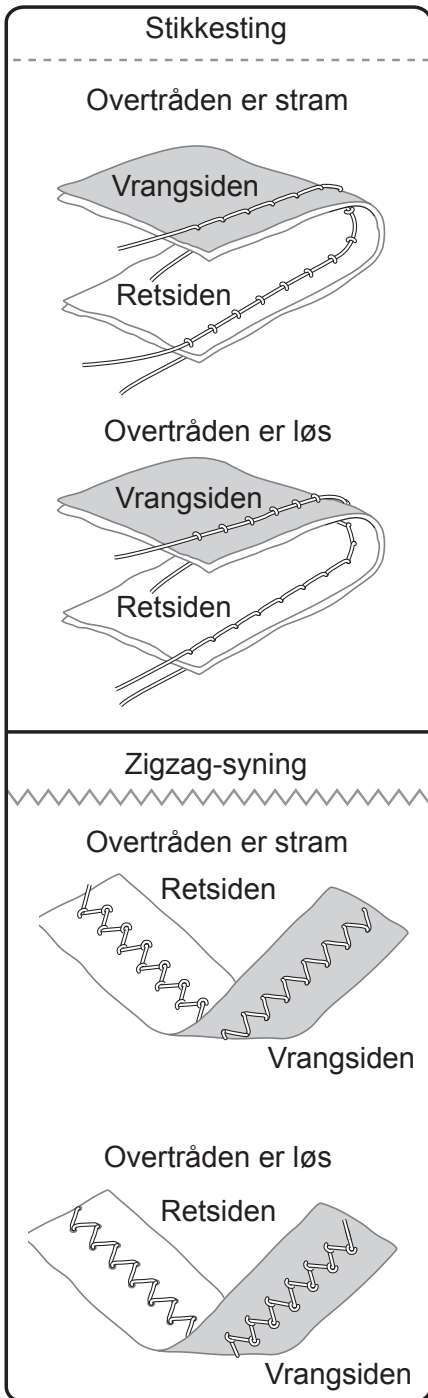 Stikkesting
Overtråden er stram
Vrangsiden
Retsiden
Overtråden er løs
Vrangsiden
Retsiden
Zigzag-syning
Overtråden er stram
Retsiden
Vrangsiden
Overtråden er løs
Retsiden
Vrangsiden